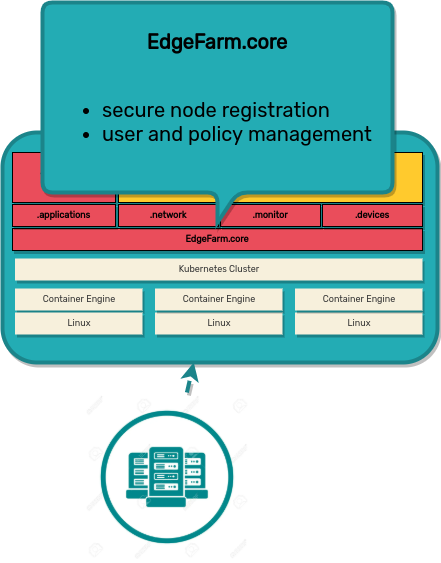 EdgeFarm.core
• secure node registration
• user and policy management
.applications .network .monitor .devices
EdgeFarm.core
Kubernetes Cluster
Container Engine Container Engine Container Engine
Linux Linux Linux